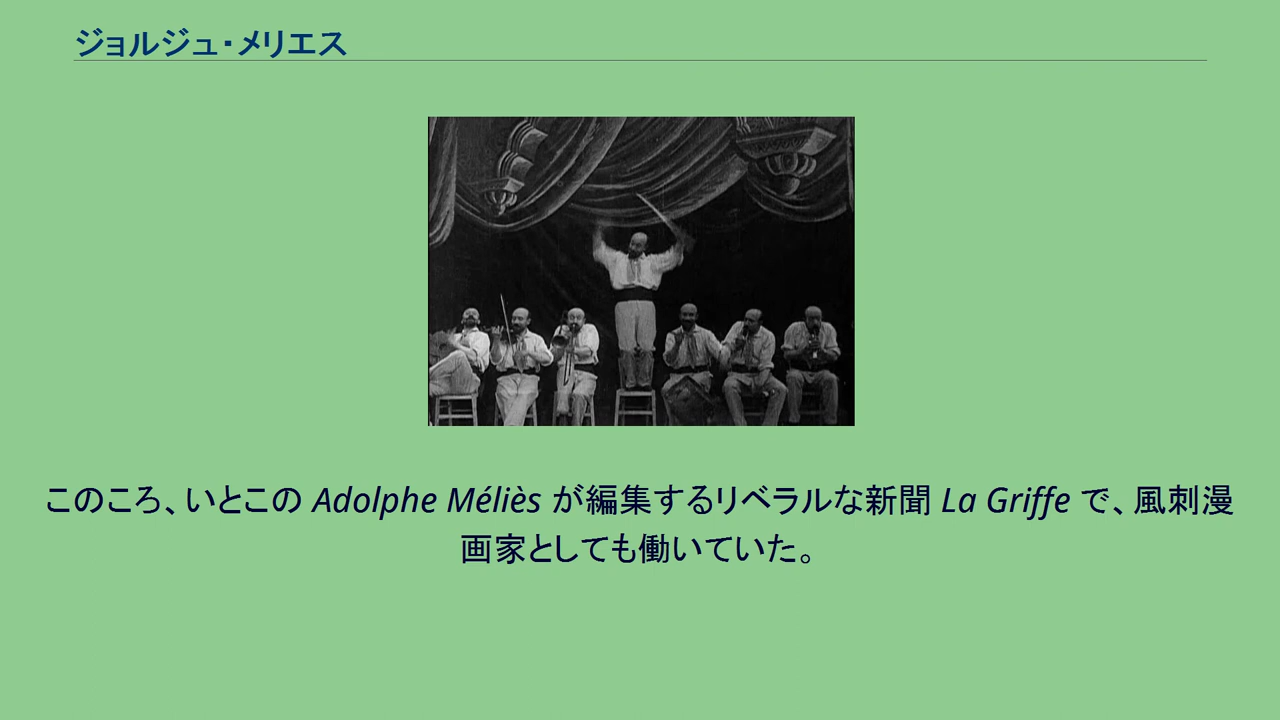 ジョルジュ・メリエス
このころ、いとこの Adolphe Méliès が編集するリベラルな新聞 La Griffe で、風刺漫
画家としても働いていた。